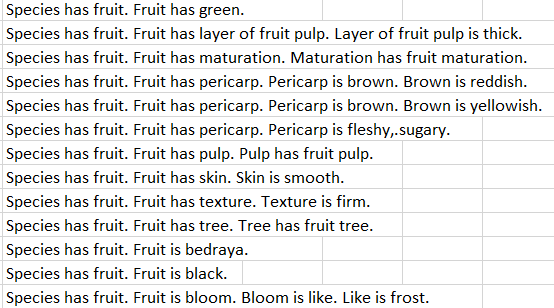 Species has fruit. Fruit has green.
Species has fruit. Fruit has layer of fruit pulp. Layer of fruit pulp is thick.
Species has fruit. Fruit has maturation. Maturation has fruit maturation.
Species has fruit. Fruit has pericarp. Pericarp is brown. Brown is reddish.
Species has fruit. Fruit has pericarp. Pericarp is brown. Brown is yellowish.
Species has fruit. Fruit has pericarp. Pericarp is fleshy,.sugary.
Species has fruit. Fruit has pulp. Pulp has fruit pulp.
Species has fruit. Fruit has skin. Skin is smooth.
Species has fruit. Fruit has texture. Texture is firm.
Species has fruit. Fruit has tree. Tree has fruit tree.
Species has fruit. Fruit is bedraya.
Species has fruit. Fruit is black.
Species has fruit. Fruit is bloom. Bloom is like. Like is frost.